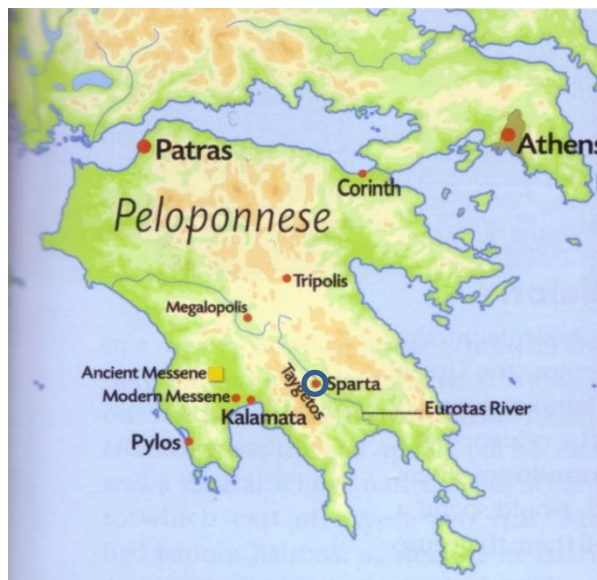 Patras
Athens
Corinth
Peloponnese
Tripolis
Megalopolis
Ancient Messene
Taygetos
Sparta
Modern Messene
Kalamata
Eurotas River
Pylos